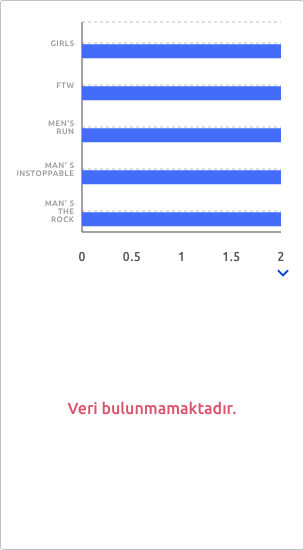 GIRLS
FTW
MEN'S
RUN
MAN' S
INSTOPPABLE
MAN' S
THE
ROCK
0 0.5 1 1.5 2
Veri bulunmamaktadır.